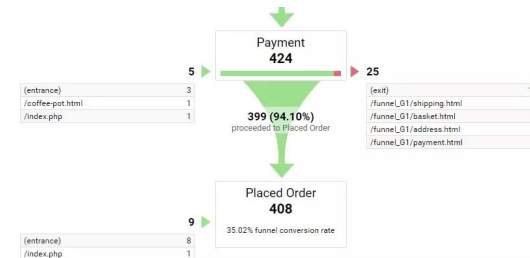 Payment
424
5
25
(entrance) 3
/coffee-pot.html 1
/index.php 1
(exit)
/funnel_G1/shipping.html
/funnel_G1/basket.html
/funnel_G1/address.html
/funnel_G1/payment.html
399 (94.10%)
proceeded to Placed Order
Placed Order
408
35.02% funnel conversion rate
9
(entrance) 8
/index.php 1